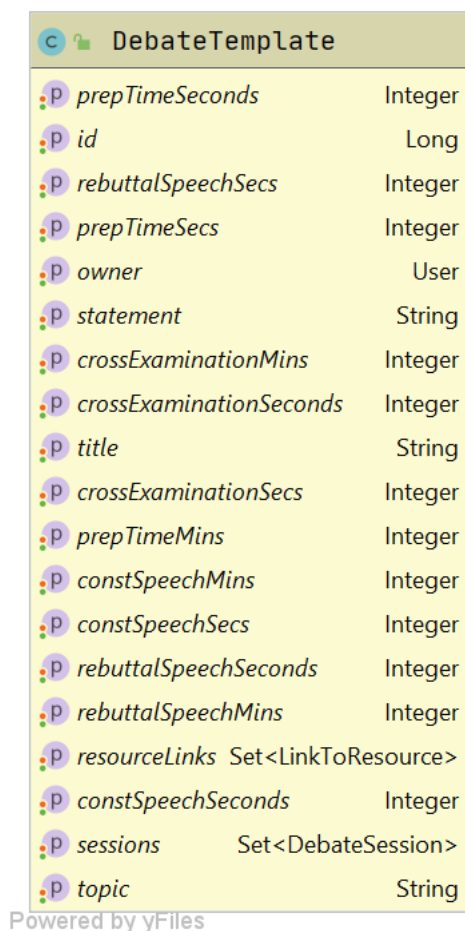 C DebateTemplate
p prepTimeSeconds Integer
p id Long
p rebuttalSpeechSecs Integer
p prepTimeSecs Integer
p owner User
p statement String
p crossExaminationMins Integer
p crossExaminationSeconds Integer
p title String
p crossExaminationSecs Integer
p prepTimeMins Integer
p constSpeechMins Integer
p constSpeechSecs Integer
p rebuttalSpeechSeconds Integer
p rebuttalSpeechMins Integer
p resourceLinks Set<LinkToResource>
p constSpeechSeconds Integer
p sessions Set<DebateSession>
p topic String
Powered by yFiles